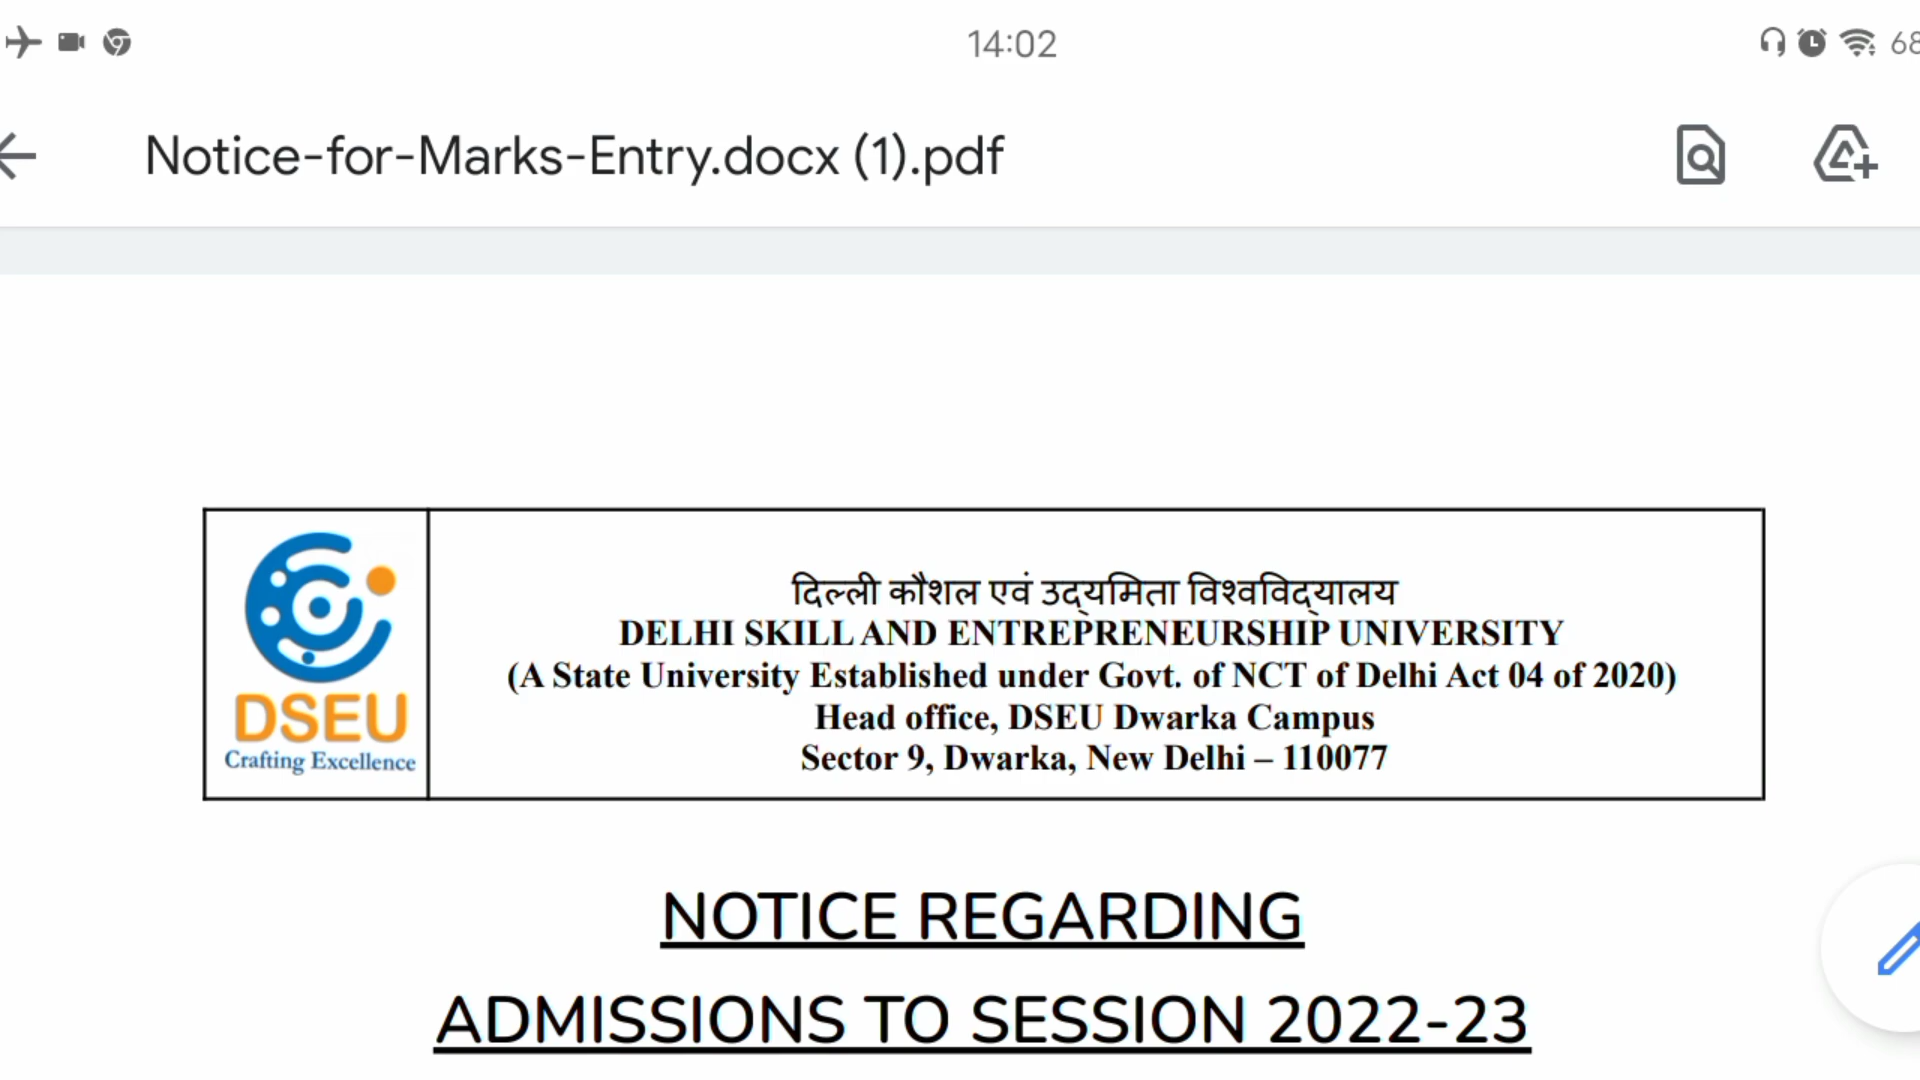 14:02
68
Notice-for-Marks-Entry.docx (1).pdf
दिल्ली कौशल एवं उद्यमिता विश्वविद्यालय
DELHI SKILL AND ENTREPRENEURSHIP UNIVERSITY
(A State University Established under Govt. of NCT of Delhi Act 04 of 2020)
Head office, DSEU Dwarka Campus
Sector 9, Dwarka, New Delhi – 110077
DSEU
Crafting Excellence
NOTICE REGARDING
ADMISSIONS TO SESSION 2022-23